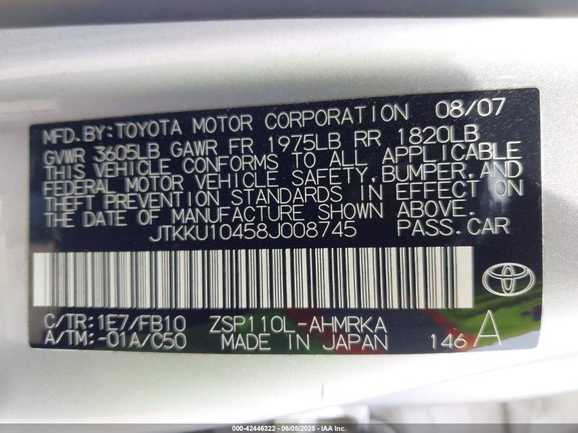 MFD.BY:TOYOTA MOTOR CORPORATION 08/07
GVWR 3605LB GAWR FR 1975LB RR 1820LB
THIS VEHICLE CONFORMS TO ALL APPLICABLE
FEDERAL MOTOR VEHICLE SAFETY,BUMPER,AND
THEFT PREVENTION STANDARDS IN EFFECT ON
THE DATE OF MANUFACTURE SHOWN ABOVE.
JTKKU10458J008745 PASS.CAR
C/TR:1E7/FB10 ZSP110L-AHMRKA
A/TM:-01A/C50 MADE IN JAPAN 146 A
000-42446322 - 06/05/2025 - IAA Inc.